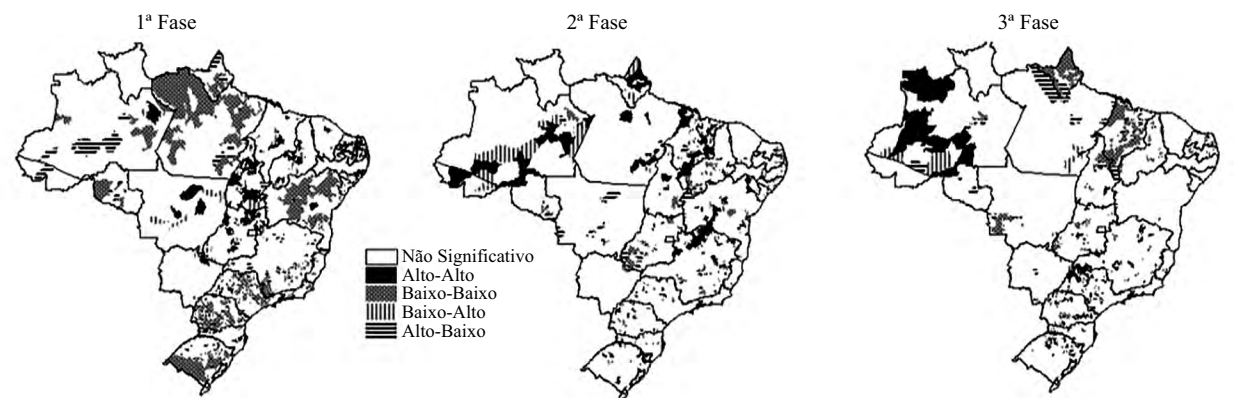 1ª Fase
2ª Fase
3ª Fase
Não Significativo
Alto-Alto
Baixo-Baixo
Baixo-Alto
Alto-Baixo